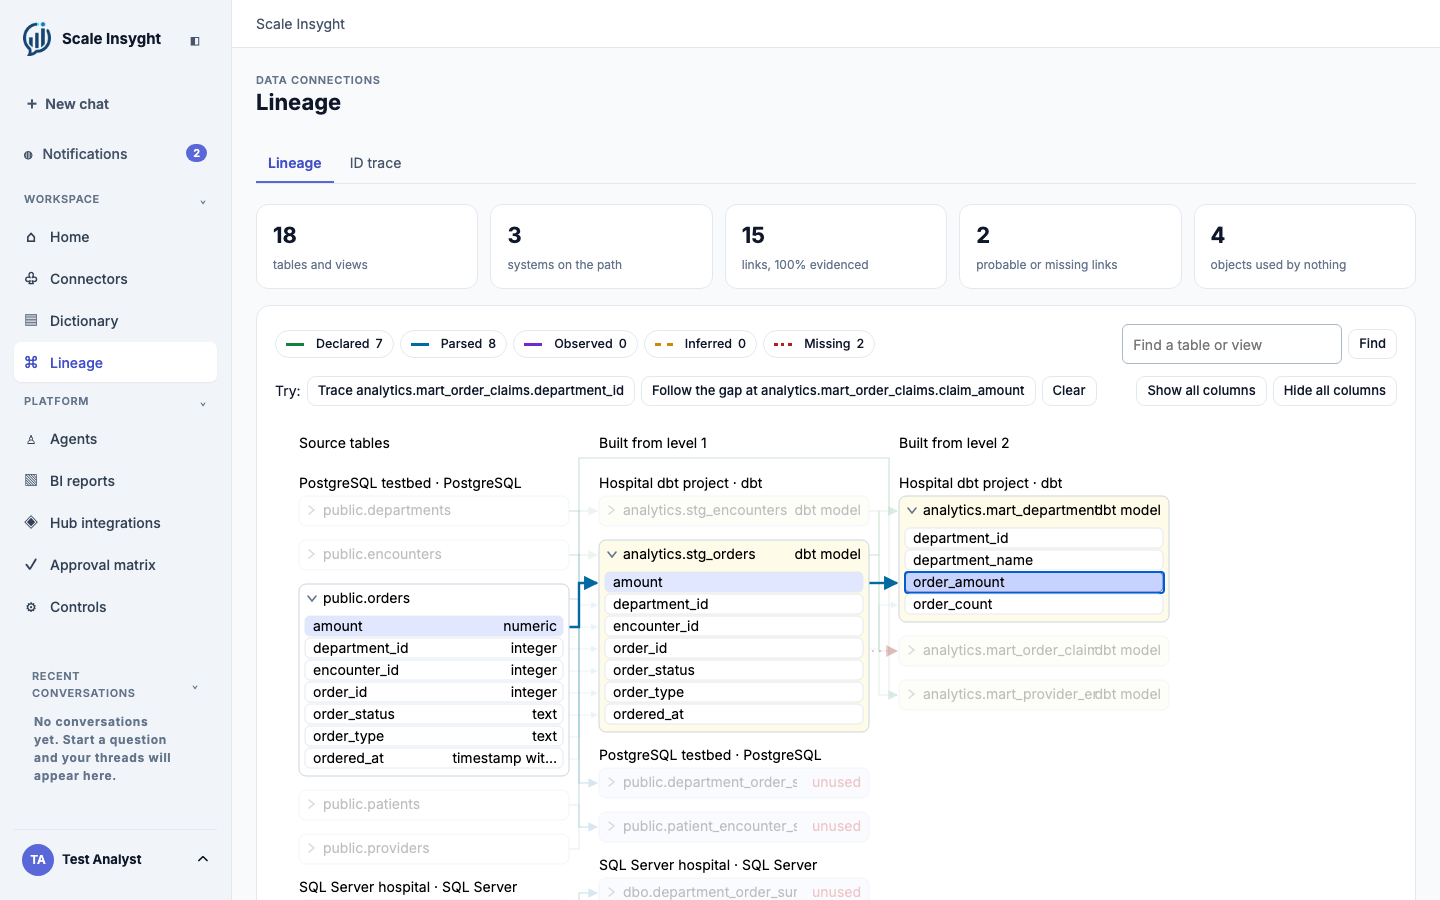 Scale Insyght
Scale Insyght
+ New chat
Notifications 2
WORKSPACE
Home
Connectors
Dictionary
Lineage
PLATFORM
Agents
BI reports
Hub integrations
Approval matrix
Controls
RECENT CONVERSATIONS
No conversations
yet. Start a question
and your threads will
appear here.
TA Test Analyst
DATA CONNECTIONS
Lineage
Lineage ID trace
18 3 15 2 4
tables and views systems on the path links, 100% evidenced probable or missing links objects used by nothing
Declared 7 Parsed 8 Observed 0 Inferred 0 Missing 2 Find a table or view Find
Try: Trace analytics.mart_order_claims.department_id Follow the gap at analytics.mart_order_claims.claim_amount Clear Show all columns Hide all columns
Source tables
PostgreSQL testbed · PostgreSQL
public.departments
public.encounters
public.orders
amount numeric
department_id integer
encounter_id integer
order_id integer
order_status text
order_type text
ordered_at timestamp wit...
public.patients
public.providers
SQL Server hospital · SQL Server
Built from level 1
Hospital dbt project · dbt
analytics.stg_encounters dbt model
analytics.stg_orders dbt model
amount
department_id
encounter_id
order_id
order_status
order_type
ordered_at
PostgreSQL testbed · PostgreSQL
public.department_order_s unused
public.patient_encounter_s unused
SQL Server hospital · SQL Server
dbo.department_order_sur unused
Built from level 2
Hospital dbt project · dbt
analytics.mart_department dbt model
department_id
department_name
order_amount
order_count
analytics.mart_order_claim dbt model
analytics.mart_provider_er dbt model